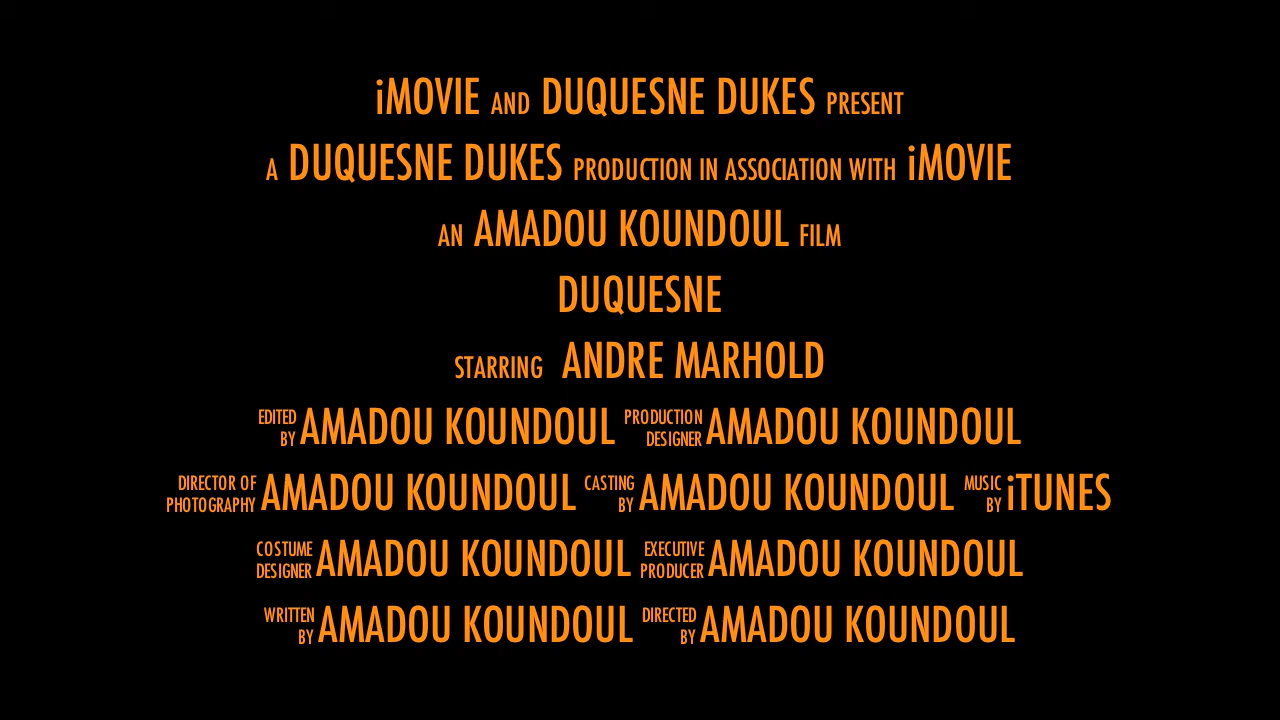 iMOVIE AND DUQUESNE DUKES PRESENT
A DUQUESNE DUKES PRODUCTION IN ASSOCIATION WITH iMOVIE
AN AMADOU KOUNDOUL FILM
DUQUESNE
STARRING ANDRE MARHOLD
EDITED BY AMADOU KOUNDOUL PRODUCTION DESIGNER AMADOU KOUNDOUL
DIRECTOR OF PHOTOGRAPHY AMADOU KOUNDOUL CASTING BY AMADOU KOUNDOUL MUSIC BY iTUNES
COSTUME DESIGNER AMADOU KOUNDOUL EXECUTIVE PRODUCER AMADOU KOUNDOUL
WRITTEN BY AMADOU KOUNDOUL DIRECTED BY AMADOU KOUNDOUL